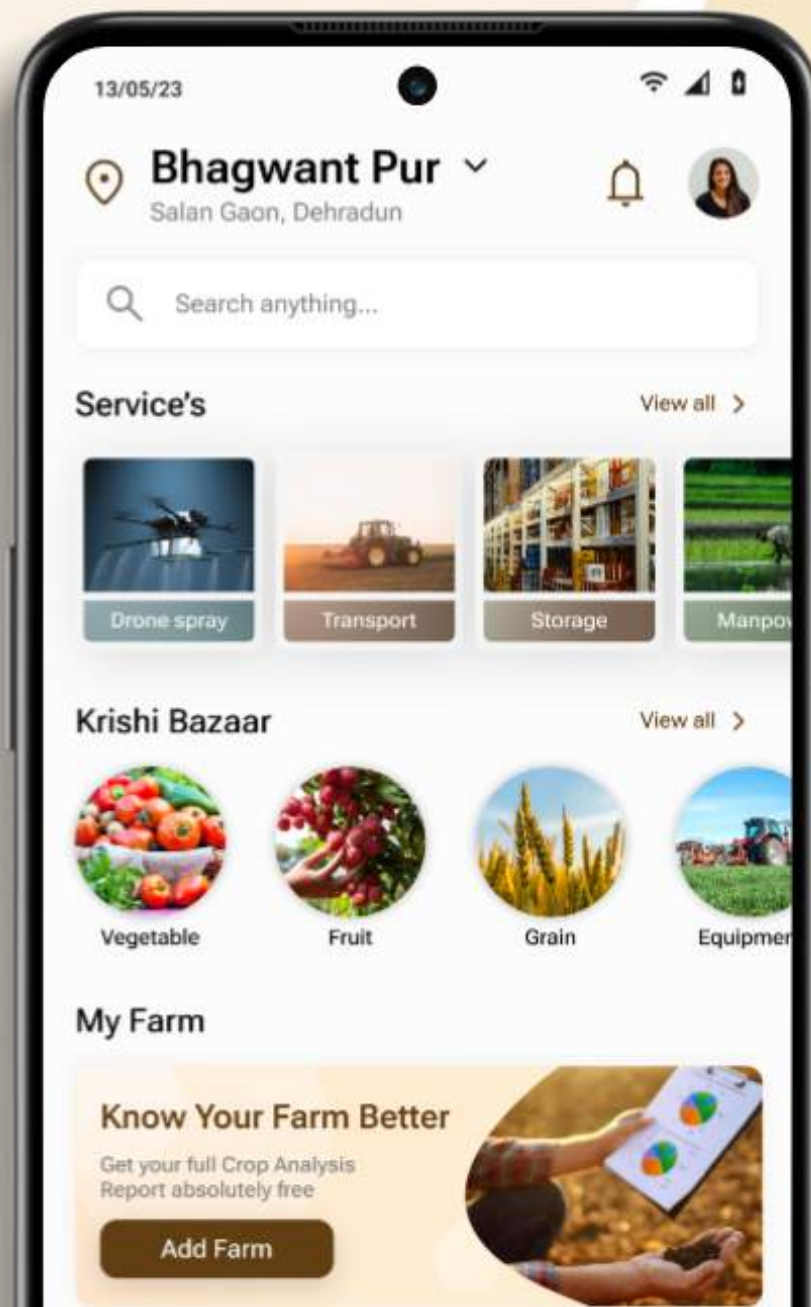 13/05/23
Bhagwant Pur
Salan Gaon, Dehradun
Search anything...
Service's
View all
Drone spray
Transport
Storage
Manpov
Krishi Bazaar
View all
Vegetable
Fruit
Grain
Equipmer
My Farm
Know Your Farm Better
Get your full Crop Analysis
Report absolutely free
Add Farm